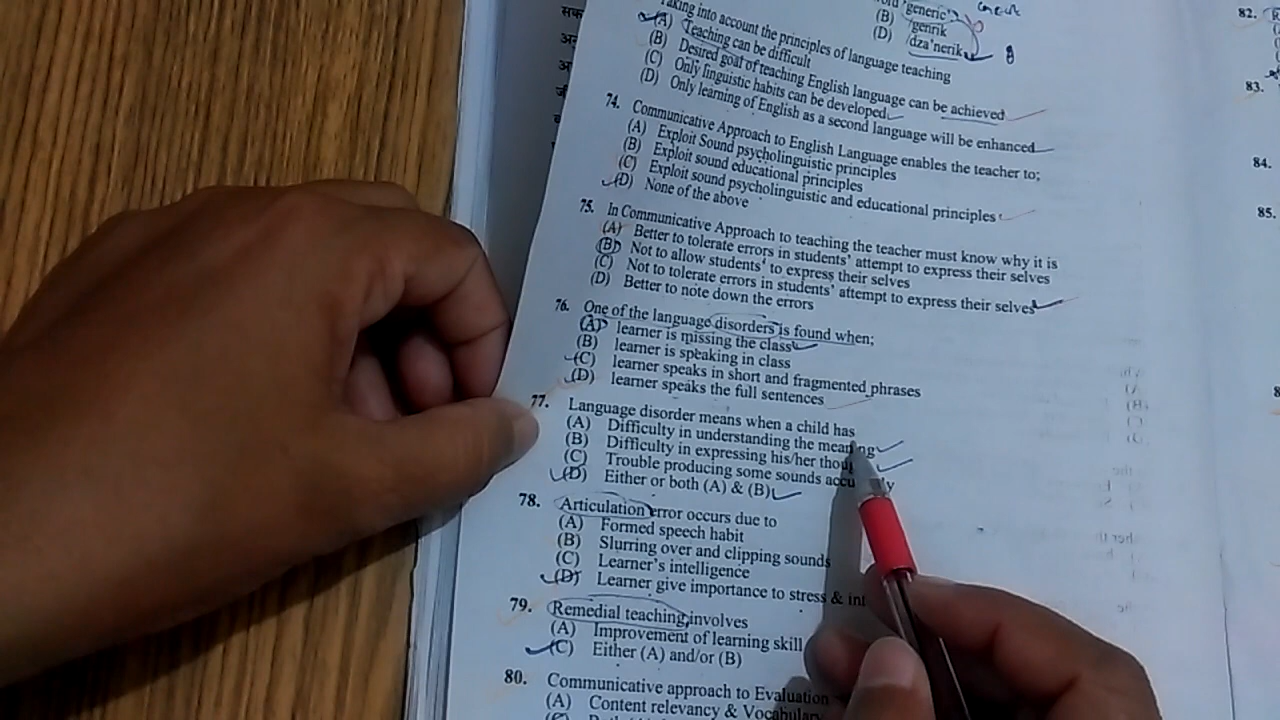 'generic'
(B) 'genrik
(D) dza'nerik
Taking into account the principles of language teaching
(A) Teaching can be difficult
(B) Desired goal of teaching English language can be achieved
(C) Only linguistic habits can be developed
(D) Only learning of English as a second language will be enhanced
74. Communicative Approach to English Language enables the teacher to;
(A) Exploit Sound psycholinguistic principles
(B) Exploit sound educational principles
(C) Exploit sound psycholinguistic and educational principles
(D) None of the above
75. In Communicative Approach to teaching the teacher must know why it is
(A) Better to tolerate errors in students' attempt to express their selves
(B) Not to allow students' to express their selves
(C) Not to tolerate errors in students' attempt to express their selves
(D) Better to note down the errors
76. One of the language disorders is found when;
(A) learner is missing the class
(B) learner is speaking in class
(C) learner speaks in short and fragmented phrases
(D) learner speaks the full sentences
77. Language disorder means when a child has
(A) Difficulty in understanding the meaning
(B) Difficulty in expressing his/her
(C) Trouble producing some sounds
(D) Either or both (A) & (B)
78. Articulation error occurs due to
(A) Formed speech habit
(B) Slurring over and clipping sounds
(C) Learner's intelligence
(D) Learner give importance to stress &
79. Remedial teaching involves
(A) Improvement of learning skill
(C) Either (A) and/or (B)
80. Communicative approach to Evaluation
(A) Content relevancy &
82.
83.
84.
85.